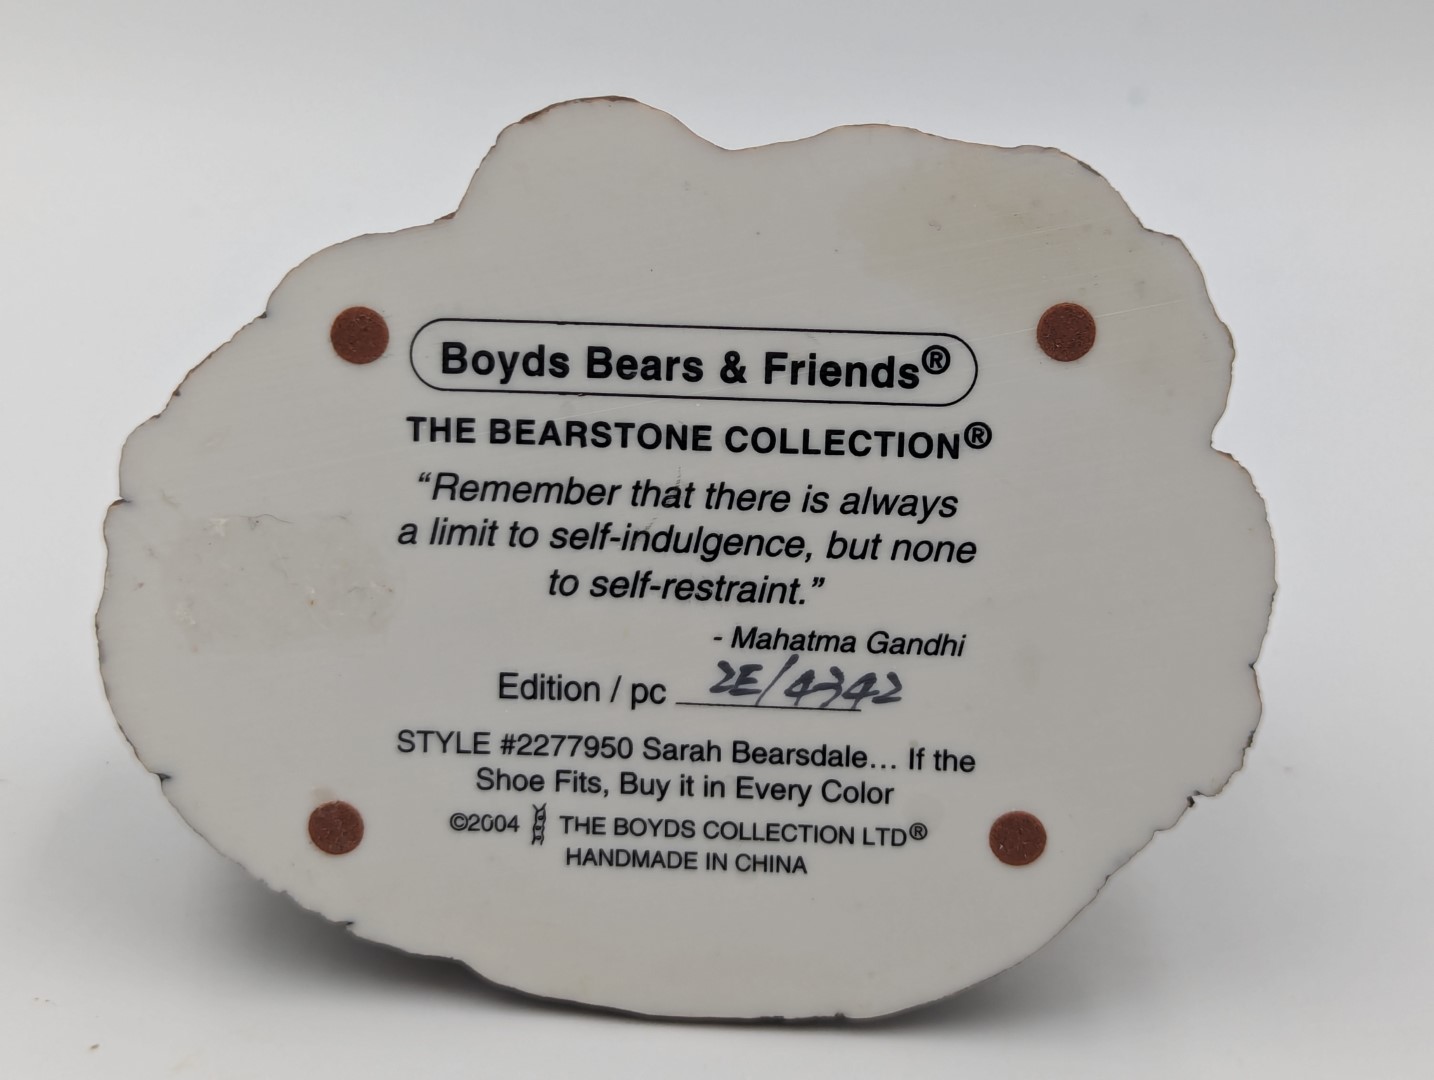 Boyds Bears & Friends®
THE BEARSTONE COLLECTION®
“Remember that there is always
a limit to self-indulgence, but none
to self-restraint.”
- Mahatma Gandhi
Edition / pc 2E/4342
STYLE #2277950 Sarah Bearsdale... If the
Shoe Fits, Buy it in Every Color
©2004 THE BOYDS COLLECTION LTD®
HANDMADE IN CHINA